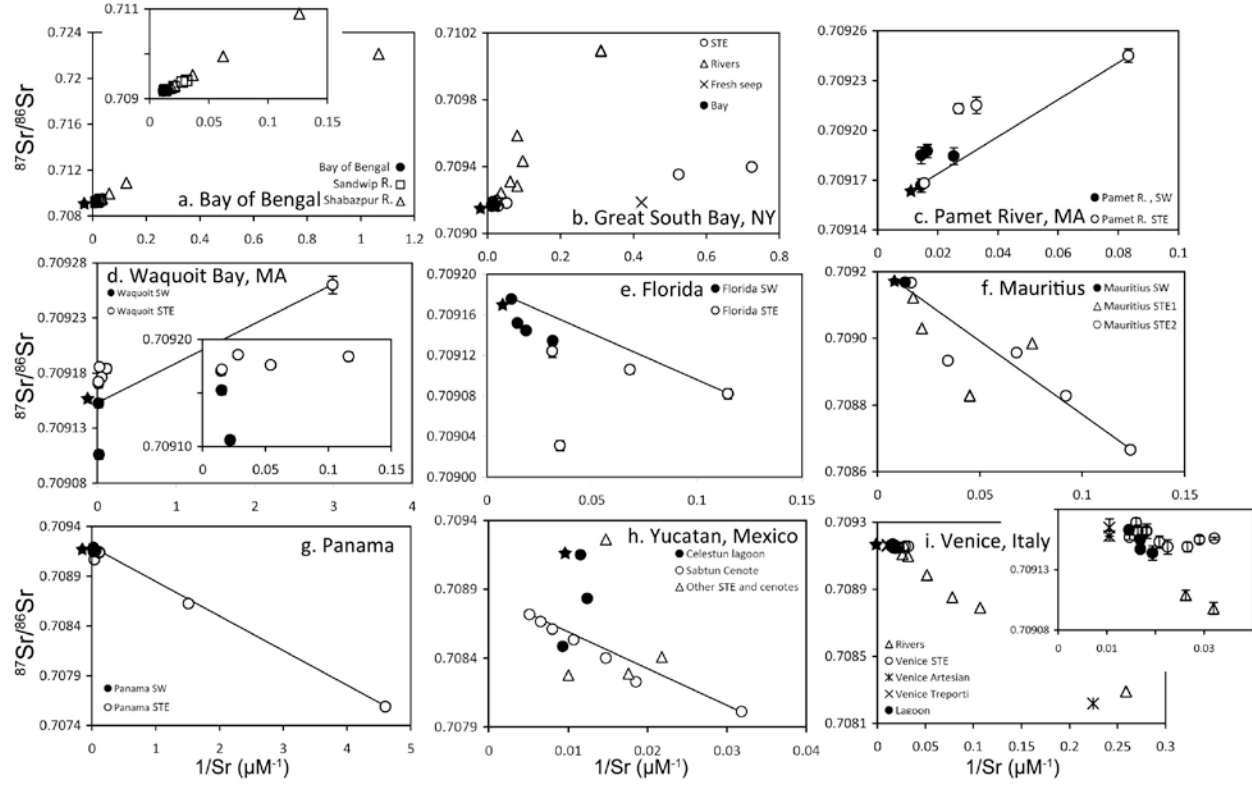 0.724
0.72
0.716
0.712
0.708
0.711
0.709
0 0.05 0.1 0.15
Bay of Bengal
Sandwip R.
Shabazpur R.
a. Bay of Bengal
0 0.2 0.4 0.6 0.8 1 1.2
87Sr/86Sr
0.7102
0.7098
0.7094
0.7090
STE
Rivers
Fresh seep
Bay
b. Great South Bay, NY
0.0 0.2 0.4 0.6 0.8
0.70926
0.70923
0.70920
0.70917
0.70914
Pamet R. , SW
Pamet R. STE
c. Pamet River, MA
0 0.02 0.04 0.06 0.08 0.1
87Sr/86Sr
0.70928
0.70923
0.70918
0.70913
0.70908
d. Waquoit Bay, MA
Waquoit SW
Waquoit STE
0.70920
0.70910
0 0.05 0.1 0.15
0 1 2 3 4
0.70920
0.70916
0.70912
0.70908
0.70904
0.70900
e. Florida
Florida SW
Florida STE
0 0.05 0.1 0.15
0.7092
0.7090
0.7088
0.7086
f. Mauritius
Mauritius SW
Mauritius STE1
Mauritius STE2
0.05 0.1 0.15
87Sr/86Sr
0.7094
0.7089
0.7084
0.7079
0.7074
g. Panama
Panama SW
Panama STE
0 1 2 3 4 5
1/Sr (µM-1)
0.7094
0.7089
0.7084
0.7079
h. Yucatan, Mexico
Celestun lagoon
Sabtun Cenote
Other STE and cenotes
0.01 0.02 0.03 0.04
1/Sr (µM-1)
0.7093
0.7089
0.7085
0.7081
i. Venice, Italy
0.70913
0.70908
0 0.01 0.03
Rivers
Venice STE
Venice Artesian
Venice Treporti
Lagoon
0 0.05 0.1 0.15 0.2 0.25 0.3
1/Sr (µM-1)